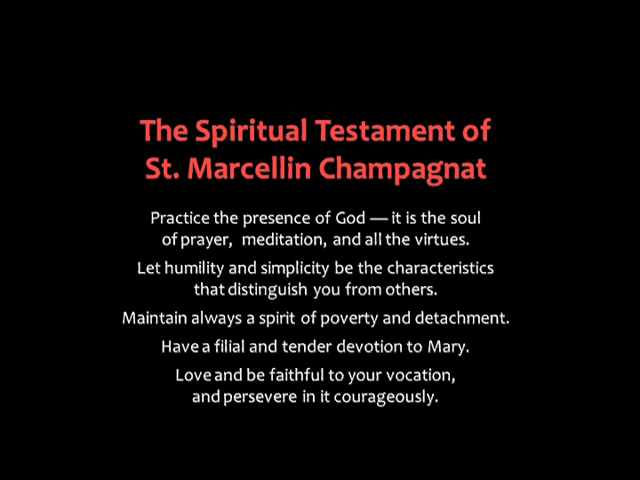 The Spiritual Testament of
St. Marcellin Champagnat
Practice the presence of God — it is the soul
of prayer, meditation, and all the virtues.
Let humility and simplicity be the characteristics
that distinguish you from others.
Maintain always a spirit of poverty and detachment.
Have a filial and tender devotion to Mary.
Love and be faithful to your vocation,
and persevere in it courageously.